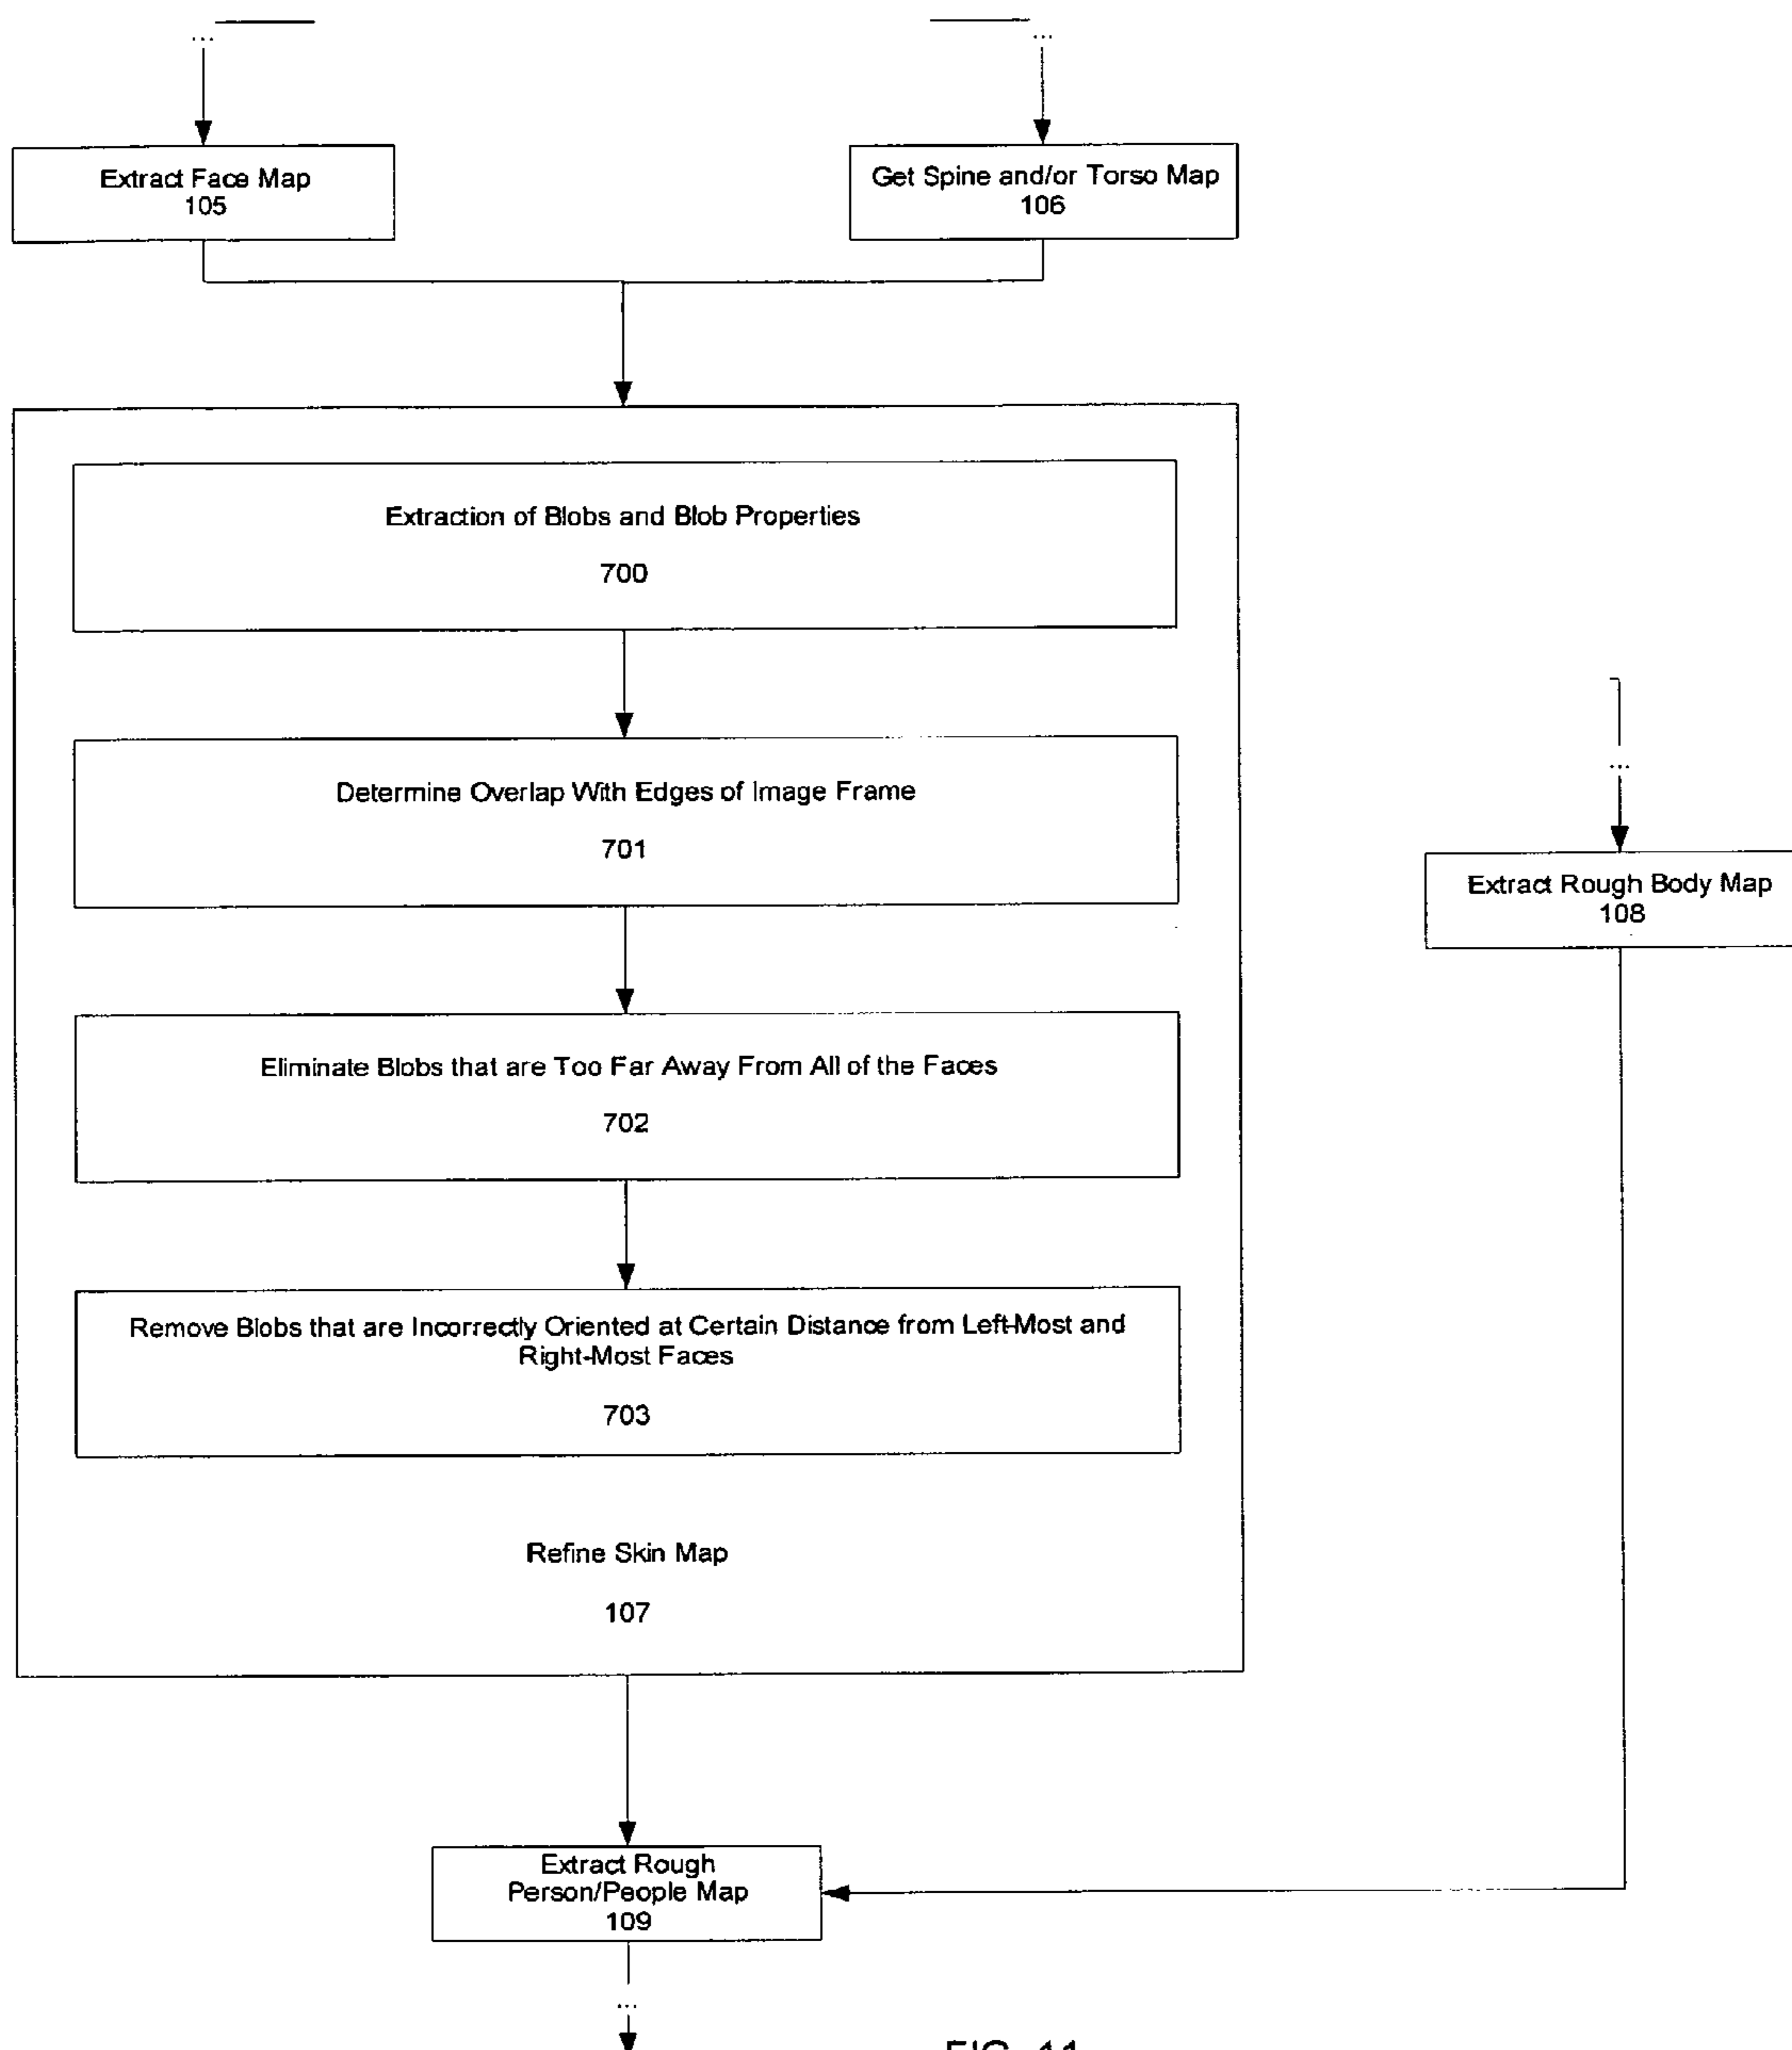 ...
...
Extract Face Map
105
Get Spine and/or Torso Map
106
Extraction of Blobs and Blob Properties
700
Determine Overlap With Edges of Image Frame
701
...
Extract Rough Body Map
108
Eliminate Blobs that are Too Far Away From All of the Faces
702
Remove Blobs that are Incorrectly Oriented at Certain Distance from Left-Most and
Right-Most Faces
703
Refine Skin Map
107
Extract Rough
Person/People Map
109
...
FIG. 11